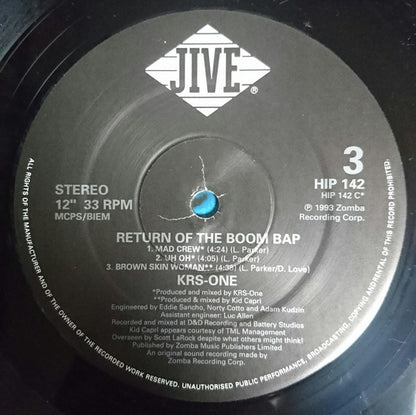 JIVE
®
STEREO
12" 33 RPM
MCPS/BIEM
3
HIP 142
HIP 142 C*
℗ 1993 Zomba
Recording Corp.
RETURN OF THE BOOM BAP
1. MAD CREW* (4:24) (L. Parker)
2. UH OH* (4:15) (L. Parker)
3. BROWN SKIN WOMAN** (4:38) (L. Parker/D. Love)
KRS-ONE
*Produced and mixed by KRS-One
**Produced & mixed by Kid Capri
Engineered by Eddie Sancho, Norty Cotto and Adam Kudzin
Assistant engineer: Luc Allen
Recorded and mixed at D&D Recording and Battery Studios
Kid Capri appears courtesy of TML Management
Overseen by Scott LaRock despite what others might think!
Published by Zomba Music Publishers Limited
An original sound recording made by
Zomba Recording Corp.
ALL RIGHTS OF THE MANUFACTURER AND OF THE OWNER OF THE RECORDED WORK RESERVED. UNAUTHORISED PUBLIC PERFORMANCE, BROADCASTING, COPYING AND RENTAL OF THIS RECORD PROHIBITED.